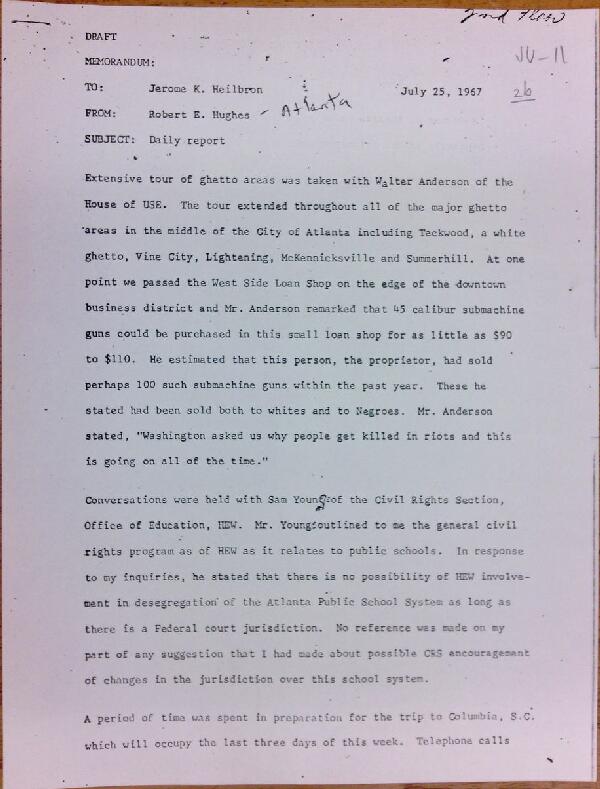 2nd Flow
DRAFT
MEMORANDUM:
TO: Jerome K. Heilbron July 25, 1967 26
FROM: Robert E. Hughes - Atlanta
SUBJECT: Daily report
Extensive tour of ghetto areas was taken with Walter Anderson of the
House of USE. The tour extended throughout all of the major ghetto
areas in the middle of the City of Atlanta including Teckwood, a white
ghetto, Vine City, Lightening, McKennicksville and Summerhill. At one
point we passed the West Side Loan Shop on the edge of the downtown
business district and Mr. Anderson remarked that 45 calibur submachine
guns could be purchased in this small loan shop for as little as $90
to $110. He estimated that this person, the proprietor, had sold
perhaps 100 such submachine guns within the past year. These he
stated had been sold both to whites and to Negroes. Mr. Anderson
stated, "Washington asked us why people get killed in riots and this
is going on all of the time."
Conversations were held with Sam Young of the Civil Rights Section,
Office of Education, HEW. Mr. Young outlined to me the general civil
rights program as of HEW as it relates to public schools. In response
to my inquiries, he stated that there is no possibility of HEW involve-
ment in desegregation of the Atlanta Public School System as long as
there is a Federal court jurisdiction. No reference was made on my
part of any suggestion that I had made about possible CRS encouragement
of changes in the jurisdiction over this school system.
A period of time was spent in preparation for the trip to Columbia, S.C.
which will occupy the last three days of this week. Telephone calls